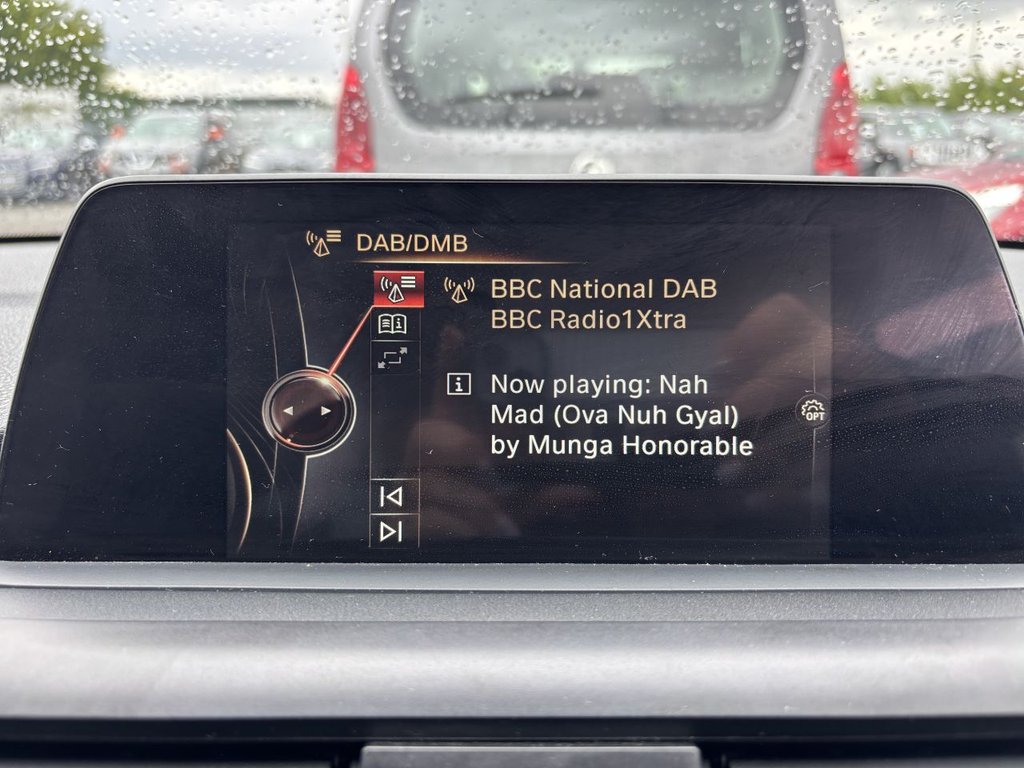 DAB/DMB
BBC National DAB
BBC Radio1Xtra
Now playing: Nah
Mad (Ova Nuh Gyal)
by Munga Honorable
OPT